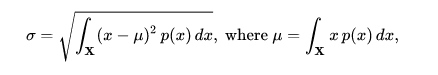 σ = √∫_X (x − μ)² p(x) dx, where μ = ∫_X x p(x) dx,